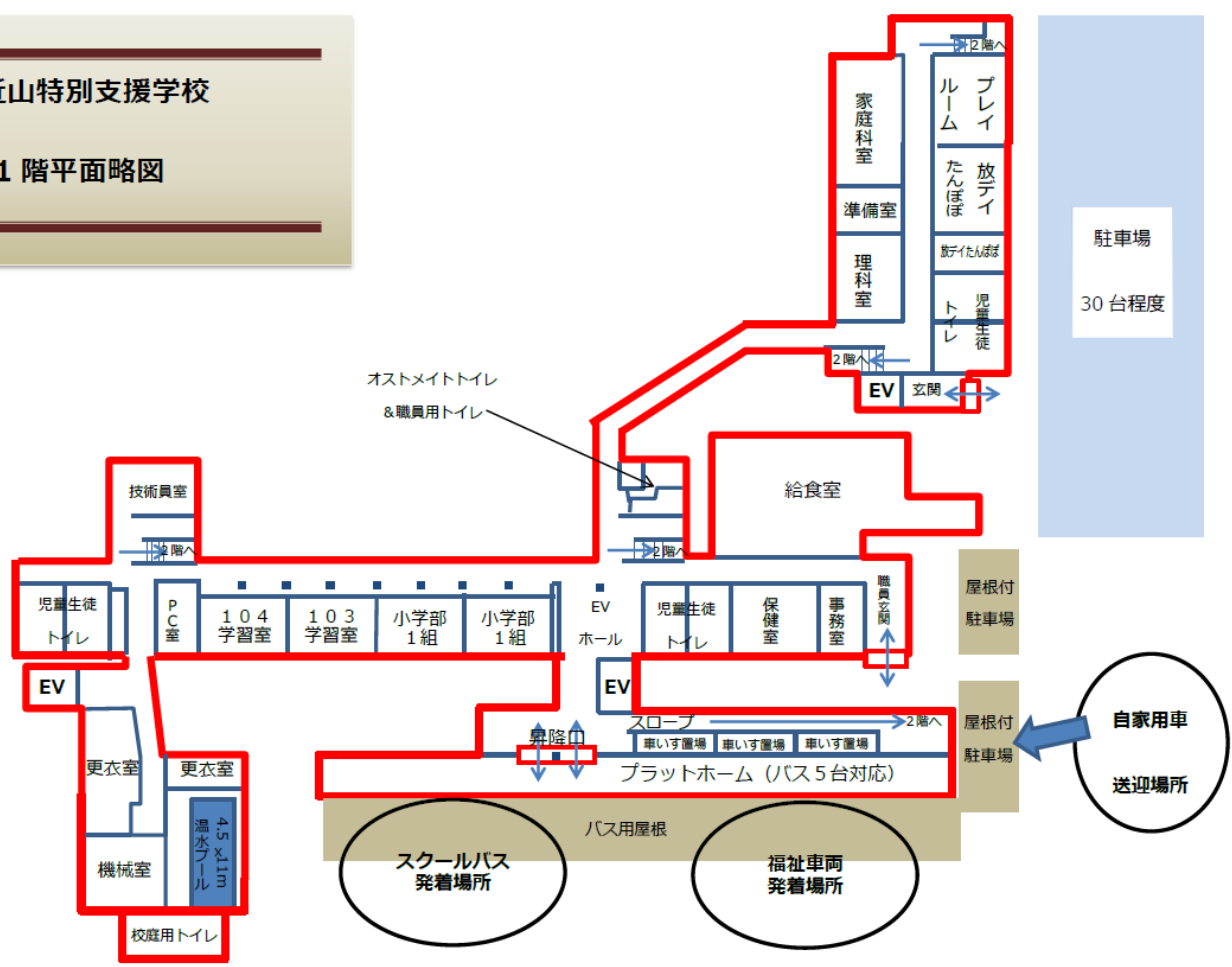 山特別支援学校
1 階平面略図
2階へ
家庭科室
プレイルーム
準備室
放デイたんぽぽ
放デイたんぽぽ
理科室
児童生徒トイレ
2階へ
EV
玄関
駐車場
30 台程度
オストメイトトイレ
&職員用トイレ
技術員室
2階へ
給食室
2階へ
児童生徒
トイレ
PC室
104
学習室
103
学習室
小学部
1組
小学部
1組
EV
ホール
児童生徒
トイレ
保健室
事務室
職員玄関
屋根付
駐車場
EV
EV
スロープ
2階へ
昇降口
車いす置場
車いす置場
車いす置場
プラットホーム（バス5台対応）
屋根付
駐車場
自家用車
送迎場所
更衣室
更衣室
4.5×11m
温水プール
機械室
校庭用トイレ
バス用屋根
スクールバス
発着場所
福祉車両
発着場所